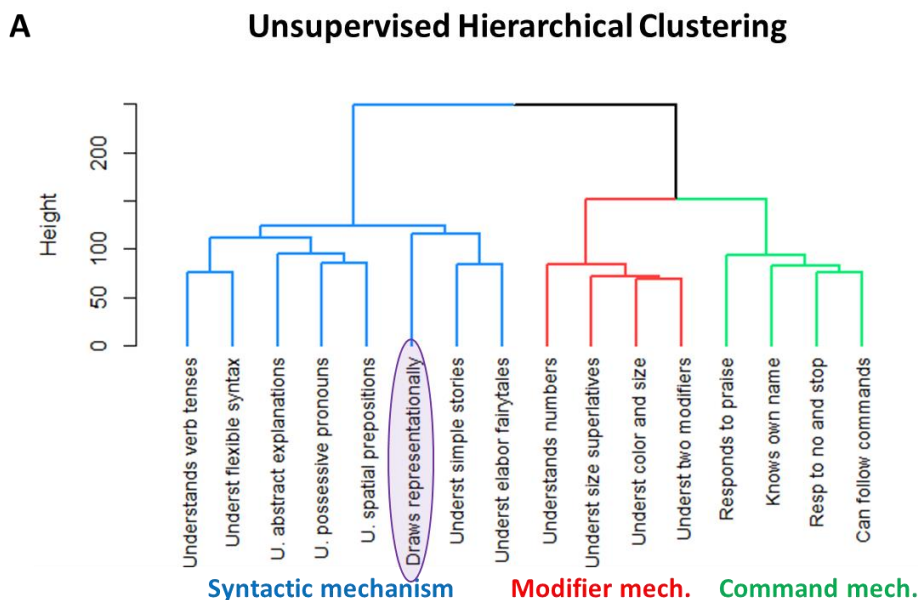 A
Unsupervised Hierarchical Clustering
Height
200
100
50
0
Understands verb tenses
Underst flexible syntax
U. abstract explanations
U. possessive pronouns
U. spatial prepositions
Draws representationally
Underst simple stories
Underst elabor fairytales
Understands numbers
Underst size superlatives
Underst color and size
Underst two modifiers
Responds to praise
Knows own name
Resp to no and stop
Can follow commands
Syntactic mechanism
Modifier mech.
Command mech.